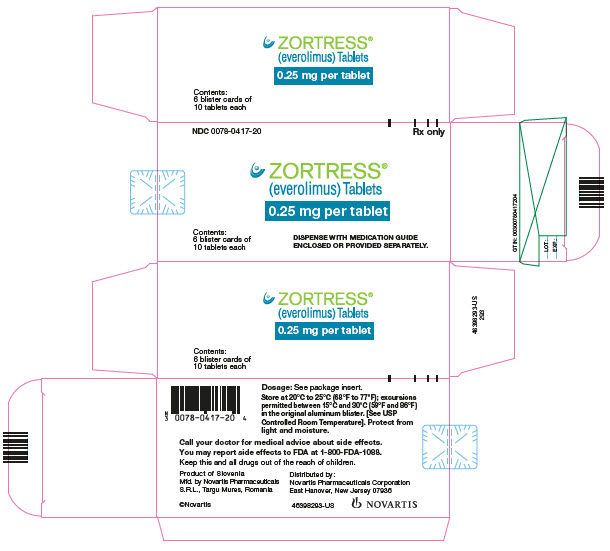 ZORTRESS®
(everolimus) Tablets
0.25 mg per tablet
Contents:
6 blister cards of
10 tablets each
NDC 0078-0417-20
Rx only
ZORTRESS®
(everolimus) Tablets
0.25 mg per tablet
Contents:
6 blister cards of
10 tablets each
DISPENSE WITH MEDICATION GUIDE
ENCLOSED OR PROVIDED SEPARATELY.
GTIN: 00300780417204
LOT:
EXP.:
ZORTRESS®
(everolimus) Tablets
0.25 mg per tablet
Contents:
6 blister cards of
10 tablets each
46398293-US
Dosage: See package insert.
Store at 20°C to 25°C (68°F to 77°F); excursions
permitted between 15°C and 30°C (59°F and 86°F)
in the original aluminum blister. [See USP
Controlled Room Temperature]. Protect from
light and moisture.
3 0078-0417-20 4
Call your doctor for medical advice about side effects.
You may report side effects to FDA at 1-800-FDA-1088.
Keep this and all drugs out of the reach of children.
Product of Slovenia
Mfd. by Novartis Pharmaceuticals
S.R.L., Targu Mures, Romania
Distributed by:
Novartis Pharmaceuticals Corporation
East Hanover, New Jersey 07936
©Novartis
46398293-US
NOVARTIS